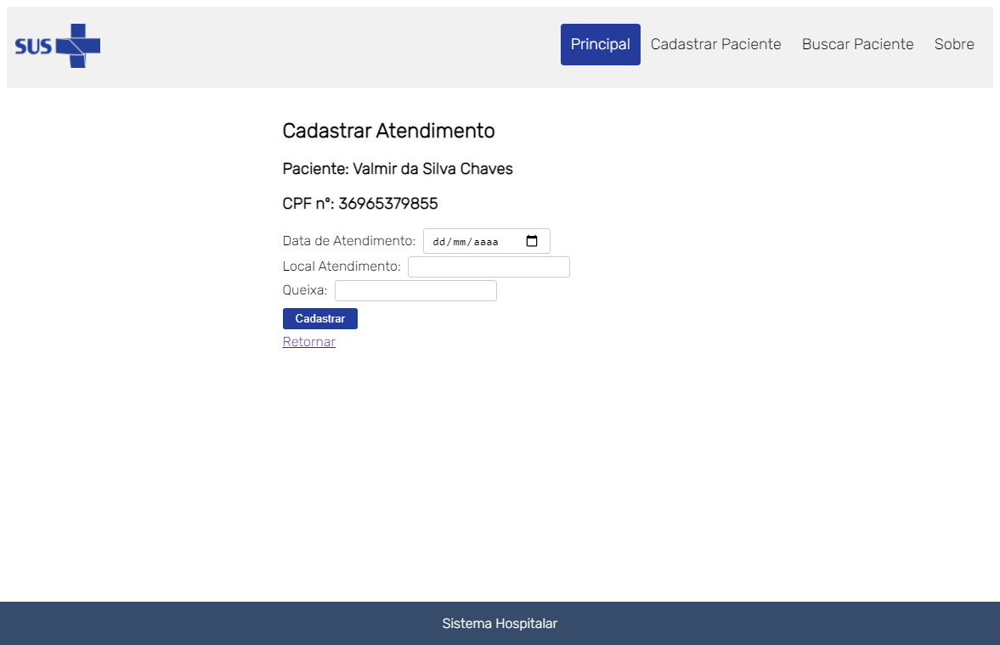 SUS
Principal Cadastrar Paciente Buscar Paciente Sobre
Cadastrar Atendimento
Paciente: Valmir da Silva Chaves
CPF nº: 36965379855
Data de Atendimento: dd/mm/aaaa
Local Atendimento:
Queixa:
Cadastrar
Retornar
Sistema Hospitalar